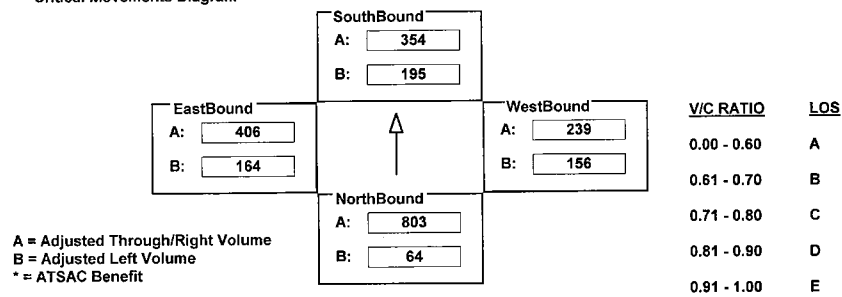 Critical Movements Diagram
SouthBound
A: 354
B: 195
EastBound
A: 406
B: 164
WestBound
A: 239
B: 156
NorthBound
A: 803
B: 64
A = Adjusted Through/Right Volume
B = Adjusted Left Volume
* = ATSAC Benefit
V/C RATIO LOS
0.00 - 0.60 A
0.61 - 0.70 B
0.71 - 0.80 C
0.81 - 0.90 D
0.91 - 1.00 E